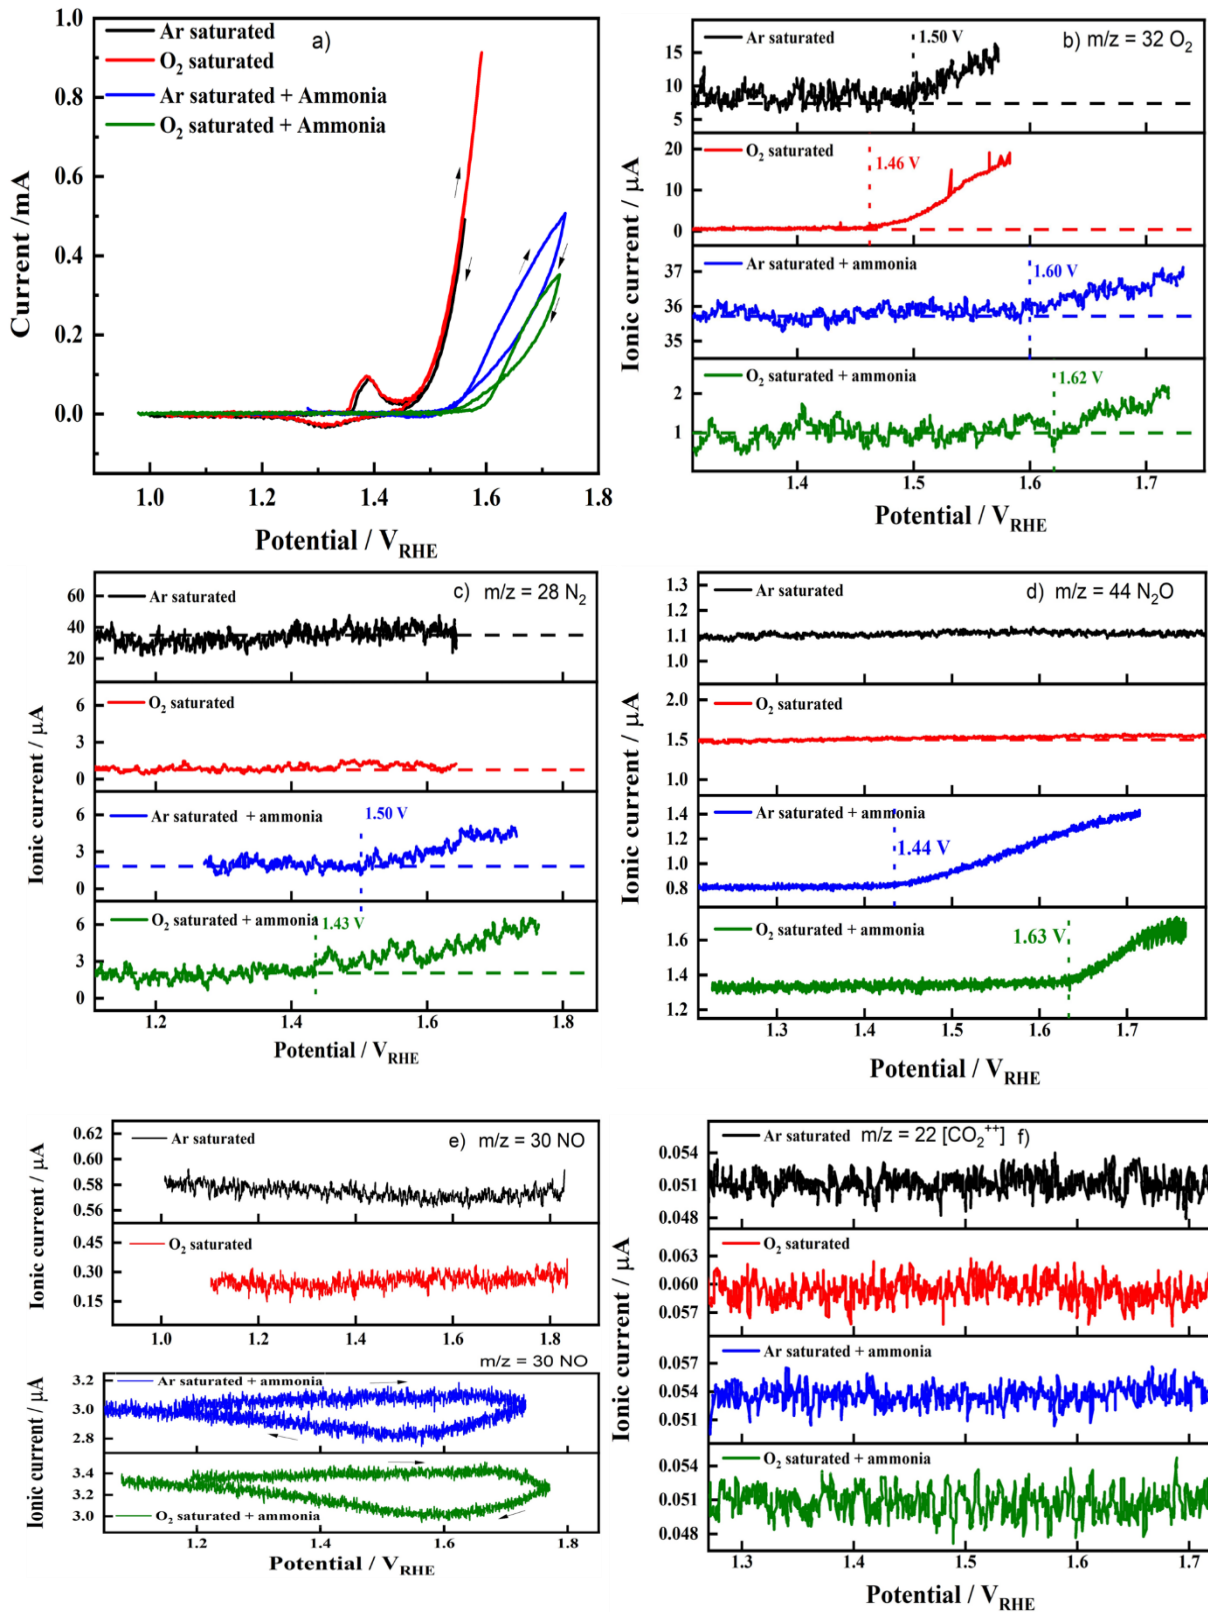 a)
Ar saturated
O₂ saturated
Ar saturated + Ammonia
O₂ saturated + Ammonia
Current /mA
1.0
0.8
0.6
0.4
0.2
0.0
1.0 1.2 1.4 1.6 1.8
Potential / V_RHE
b) m/z = 32 O₂
Ionic current / μA
Ar saturated
1.50 V
15
10
5
O₂ saturated
1.46 V
20
10
0
Ar saturated + ammonia
1.60 V
37
36
35
O₂ saturated + ammonia
1.62 V
2
1
1.4 1.5 1.6 1.7
Potential / V_RHE
c) m/z = 28 N₂
Ionic current / μA
Ar saturated
60
40
20
O₂ saturated
6
3
0
Ar saturated + ammonia
1.50 V
6
3
0
O₂ saturated + ammonia
1.43 V
6
3
0
1.2 1.4 1.6 1.8
Potential / V_RHE
d) m/z = 44 N₂O
Ionic current / μA
Ar saturated
1.3
1.2
1.1
1.0
O₂ saturated
2.0
1.5
1.0
Ar saturated + ammonia
1.44 V
1.4
1.2
1.0
0.8
O₂ saturated + ammonia
1.63 V
1.6
1.4
1.2
1.3 1.4 1.5 1.6 1.7
Potential / V_RHE
e) m/z = 30 NO
Ionic current / μA
Ar saturated
0.62
0.60
0.58
0.56
O₂ saturated
0.45
0.30
0.15
1.0 1.2 1.4 1.6 1.8
m/z = 30 NO
Ionic current / μA
Ar saturated + ammonia
3.2
3.0
2.8
3.4
3.2
3.0
O₂ saturated + ammonia
1.2 1.4 1.6 1.8
Potential / V_RHE
Ar saturated m/z = 22 [CO₂⁺⁺] f)
Ionic current / μA
0.054
0.051
0.048
O₂ saturated
0.063
0.060
0.057
Ar saturated + ammonia
0.057
0.054
0.051
O₂ saturated + ammonia
0.054
0.051
0.048
1.3 1.4 1.5 1.6 1.7
Potential / V_RHE